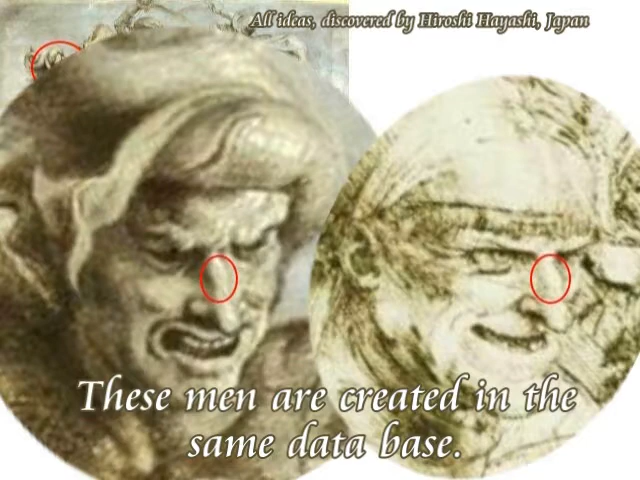 All ideas, discovered by Hiroshi Hayashi, Japan
These men are created in the
same data base.